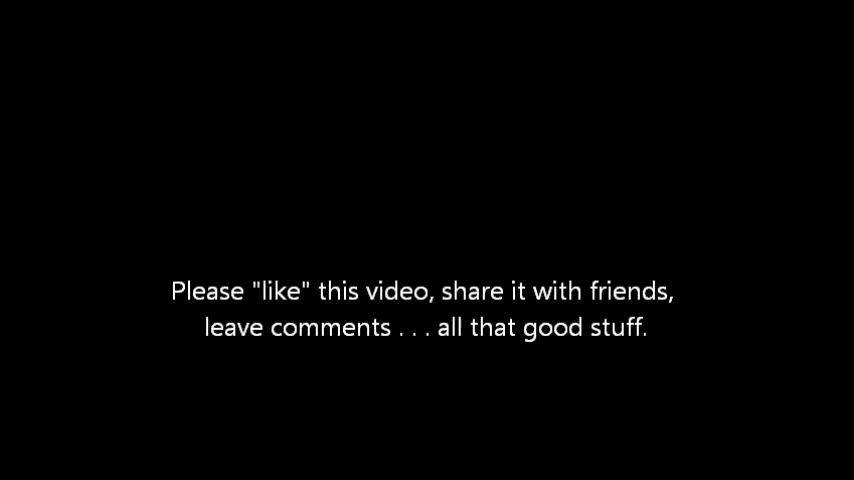 Please "like" this video, share it with friends,
leave comments . . . all that good stuff.